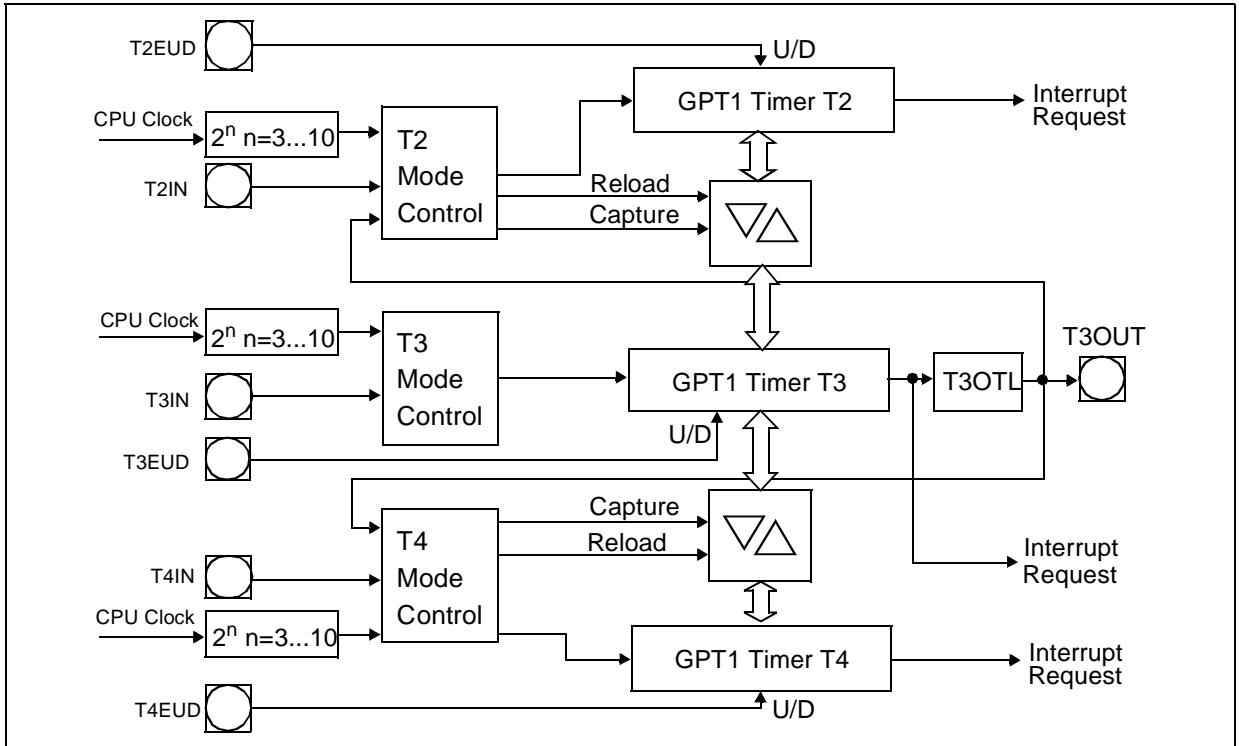 T2EUD
U/D
GPT1 Timer T2
Interrupt
Request
CPU Clock
2ⁿ n=3...10
T2
Mode
Control
T2IN
Reload
Capture
CPU Clock
2ⁿ n=3...10
T3
Mode
Control
T3OUT
GPT1 Timer T3
T3OTL
T3IN
U/D
T3EUD
Capture
T4
Mode
Control
Reload
Interrupt
Request
T4IN
CPU Clock
2ⁿ n=3...10
GPT1 Timer T4
Interrupt
Request
T4EUD
U/D